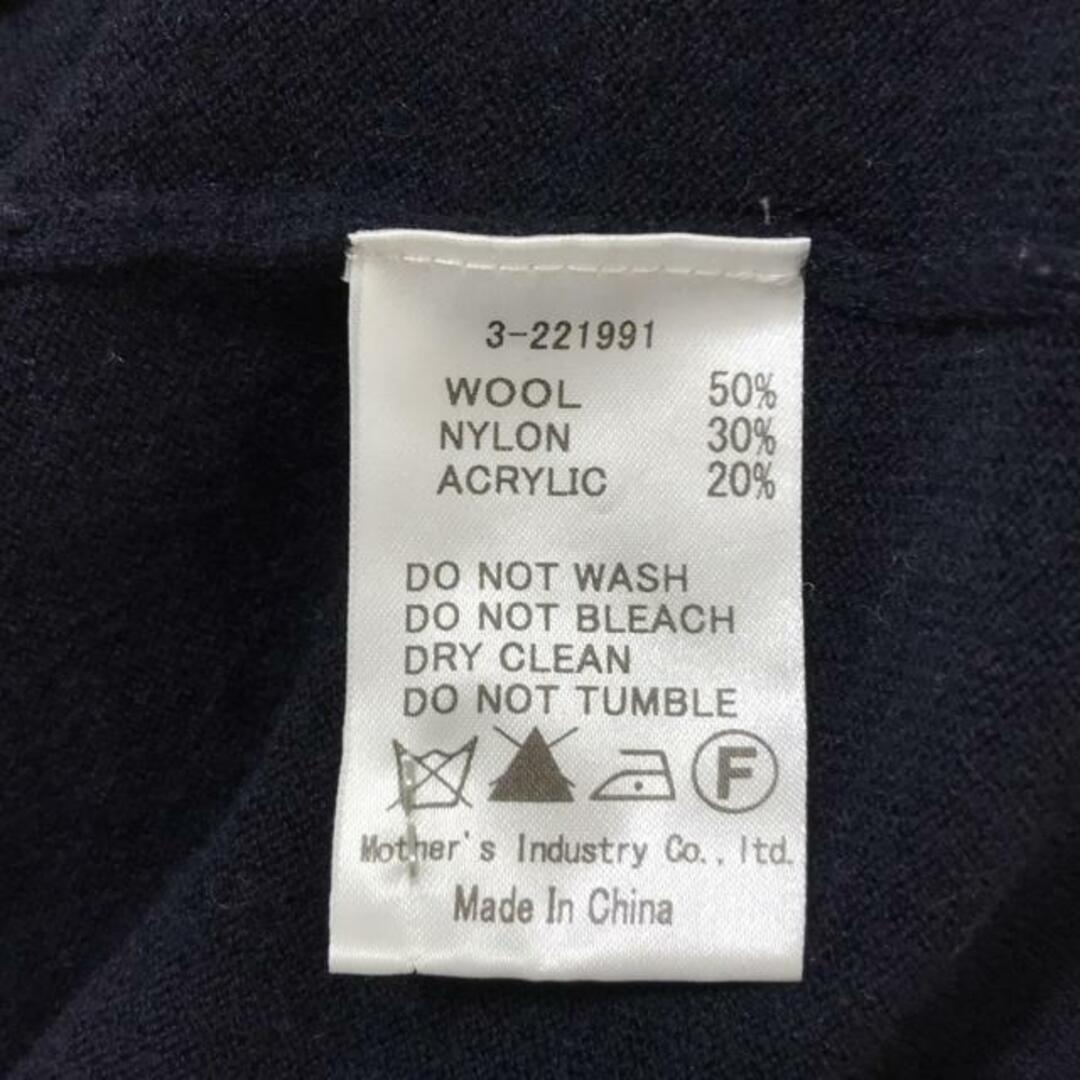 3-221991
WOOL 50%
NYLON 30%
ACRYLIC 20%
DO NOT WASH
DO NOT BLEACH
DRY CLEAN
DO NOT TUMBLE
F
Mother's Industry Co., ltd.
Made In China